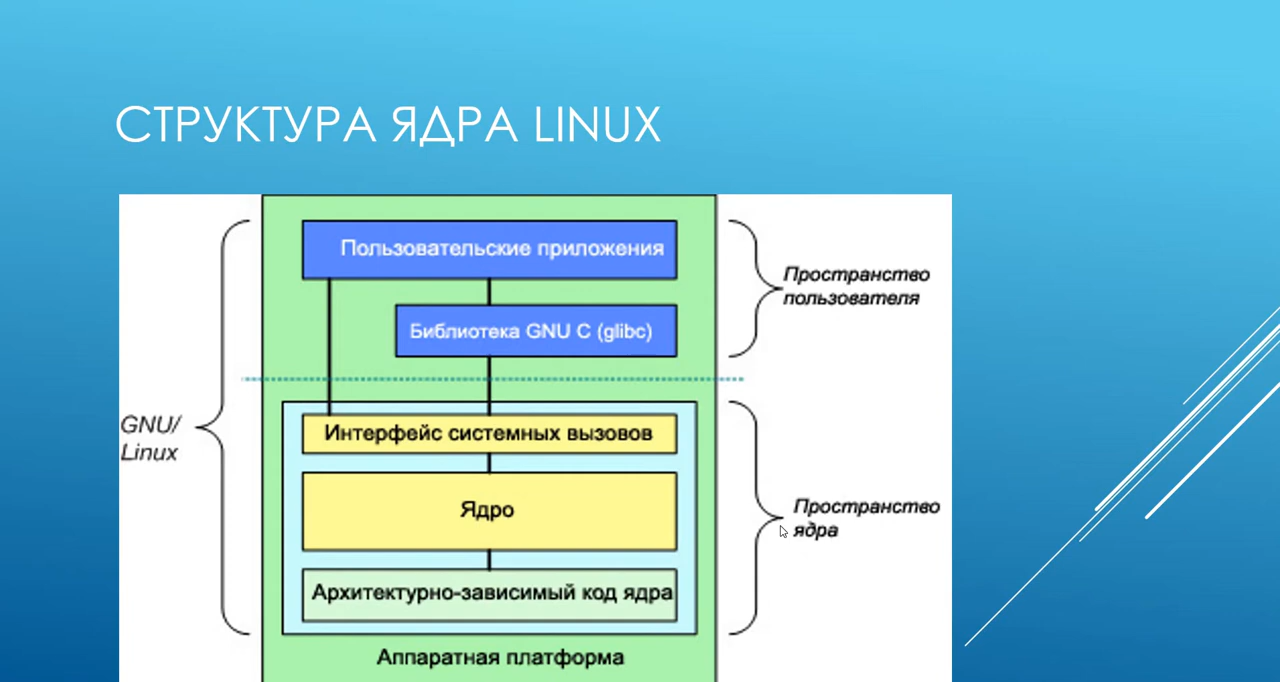 СТРУКТУРА ЯДРА LINUX
Пользовательские приложения
Пространство
пользователя
Библиотека GNU C (glibc)
GNU/
Linux
Интерфейс системных вызовов
Ядро
Пространство
ядра
Архитектурно-зависимый код ядра
Аппаратная платформа